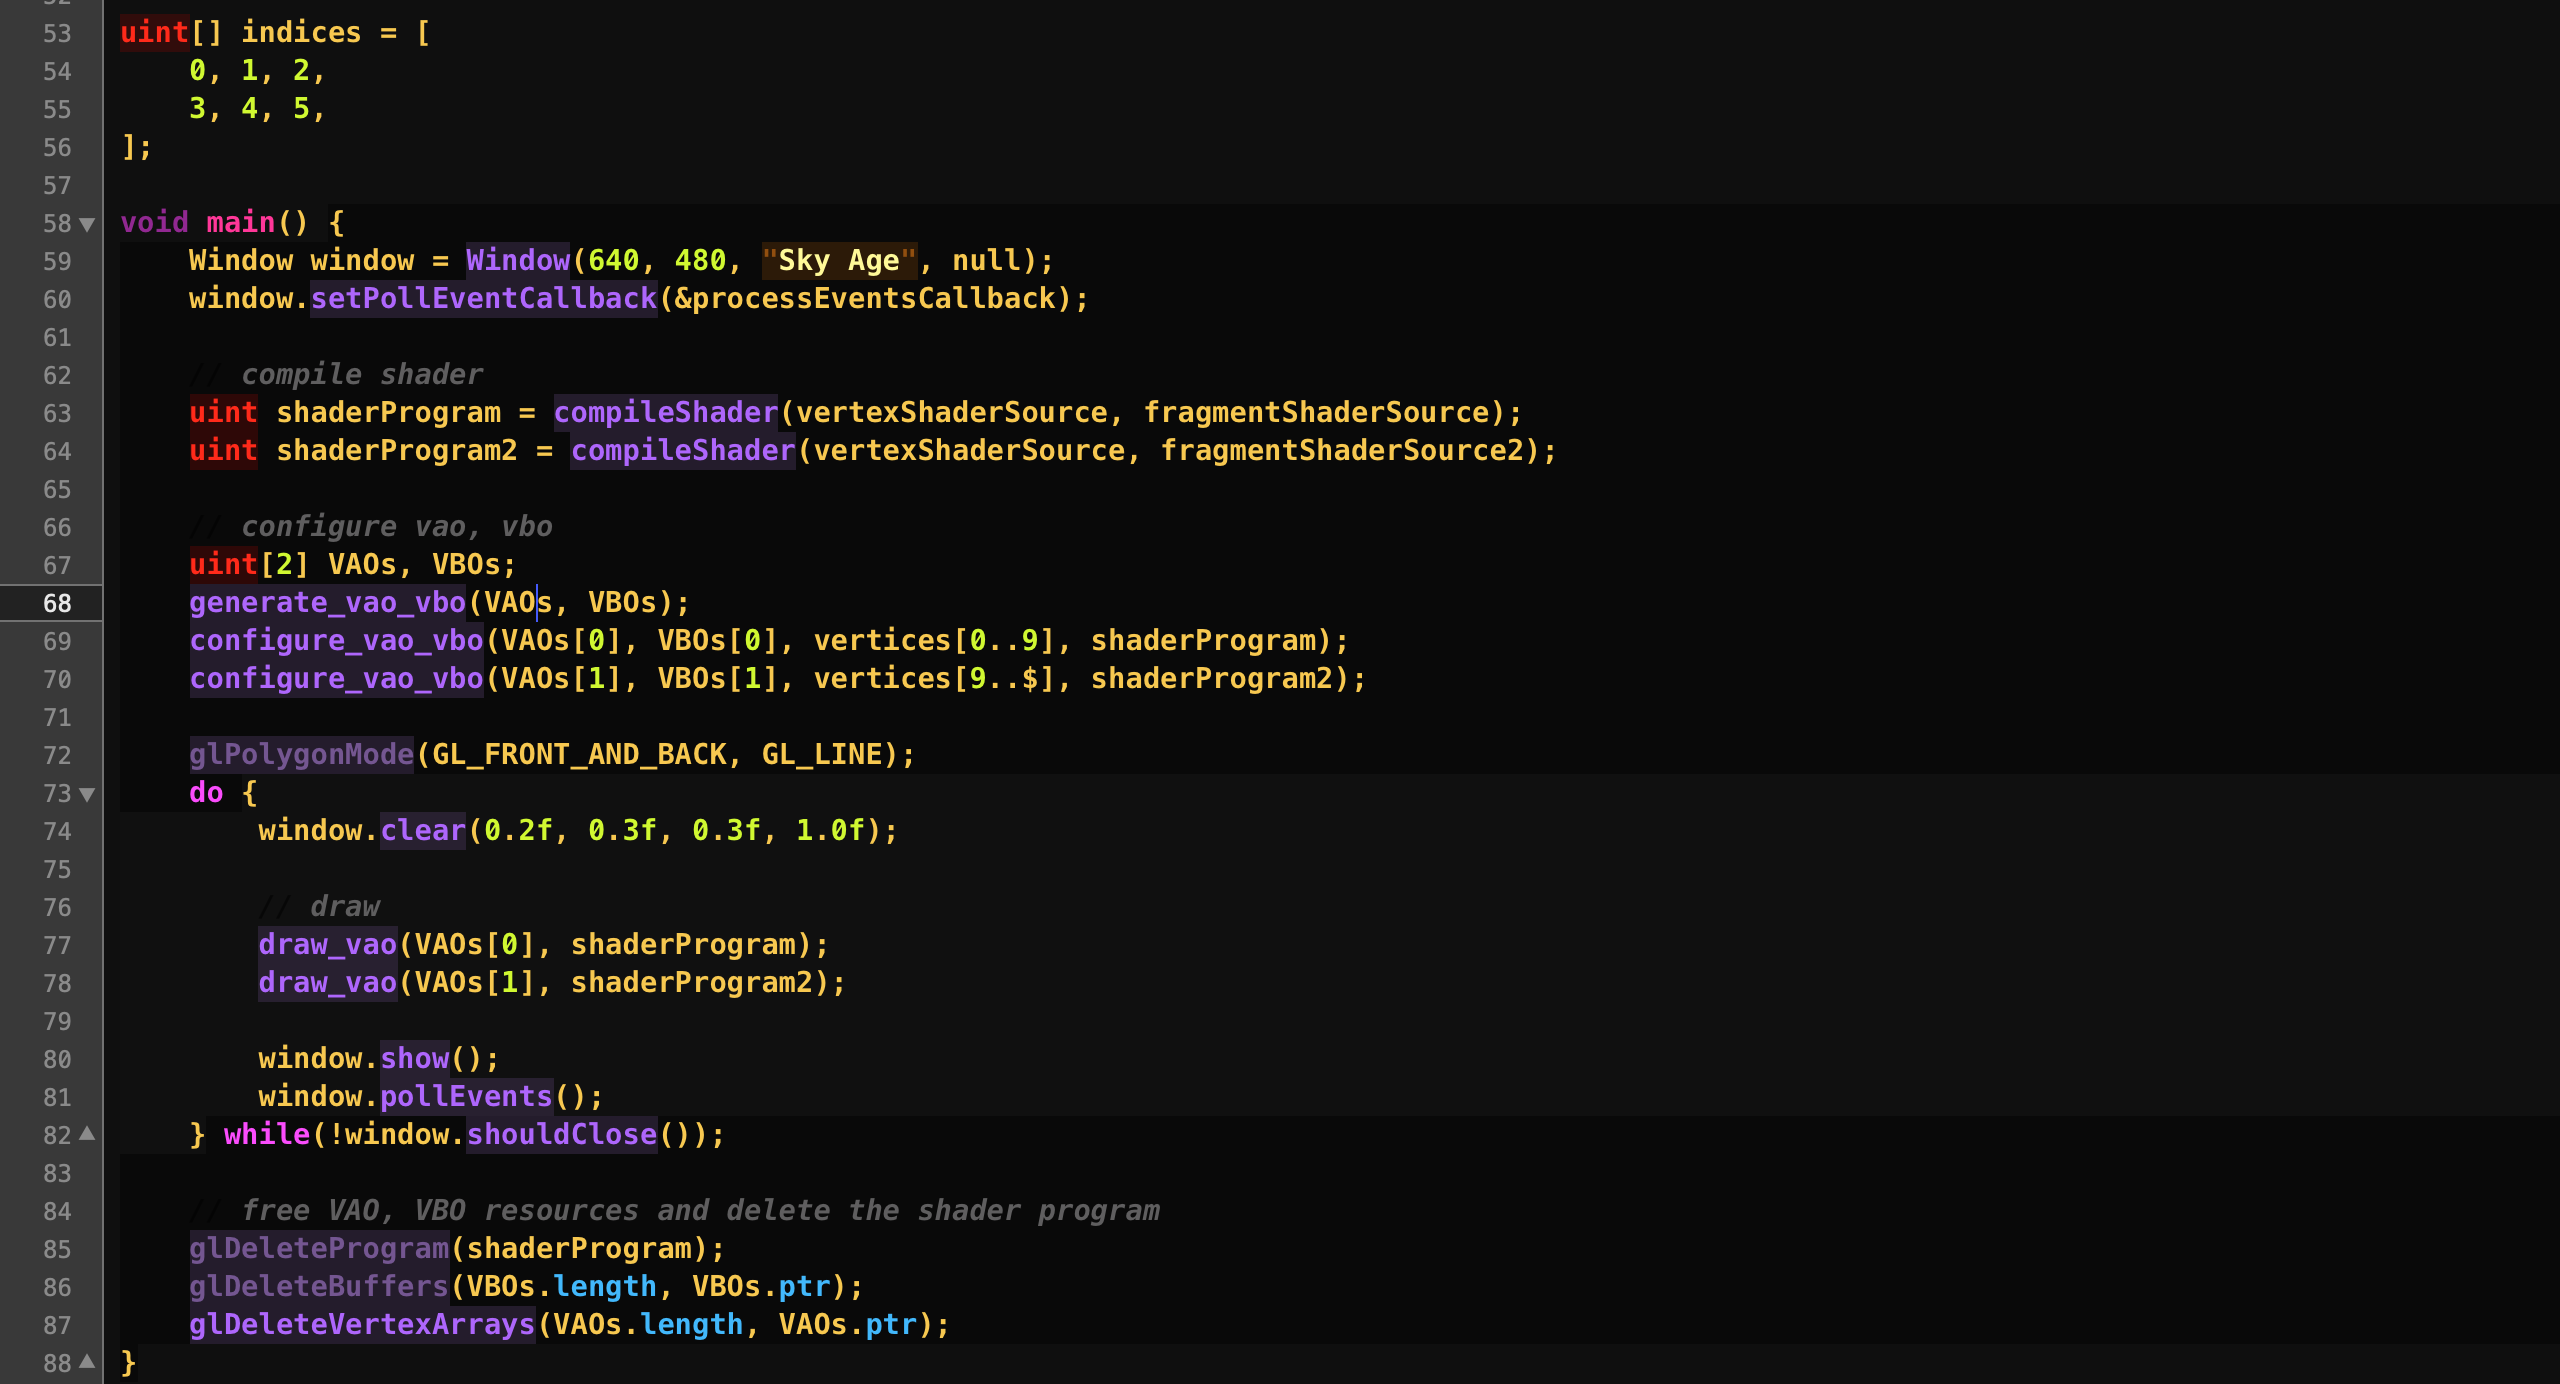 53 uint[] indices = [
54     0, 1, 2,
55     3, 4, 5,
56 ];
57
58 void main() {
59     Window window = Window(640, 480, "Sky Age", null);
60     window.setPollEventCallback(&processEventsCallback);
61
62     // compile shader
63     uint shaderProgram = compileShader(vertexShaderSource, fragmentShaderSource);
64     uint shaderProgram2 = compileShader(vertexShaderSource, fragmentShaderSource2);
65
66     // configure vao, vbo
67     uint[2] VAOs, VBOs;
68     generate_vao_vbo(VAOs, VBOs);
69     configure_vao_vbo(VAOs[0], VBOs[0], vertices[0..9], shaderProgram);
70     configure_vao_vbo(VAOs[1], VBOs[1], vertices[9..$], shaderProgram2);
71
72     glPolygonMode(GL_FRONT_AND_BACK, GL_LINE);
73     do {
74         window.clear(0.2f, 0.3f, 0.3f, 1.0f);
75
76         // draw
77         draw_vao(VAOs[0], shaderProgram);
78         draw_vao(VAOs[1], shaderProgram2);
79
80         window.show();
81         window.pollEvents();
82     } while(!window.shouldClose());
83
84     // free VAO, VBO resources and delete the shader program
85     glDeleteProgram(shaderProgram);
86     glDeleteBuffers(VBOs.length, VBOs.ptr);
87     glDeleteVertexArrays(VAOs.length, VAOs.ptr);
88 }